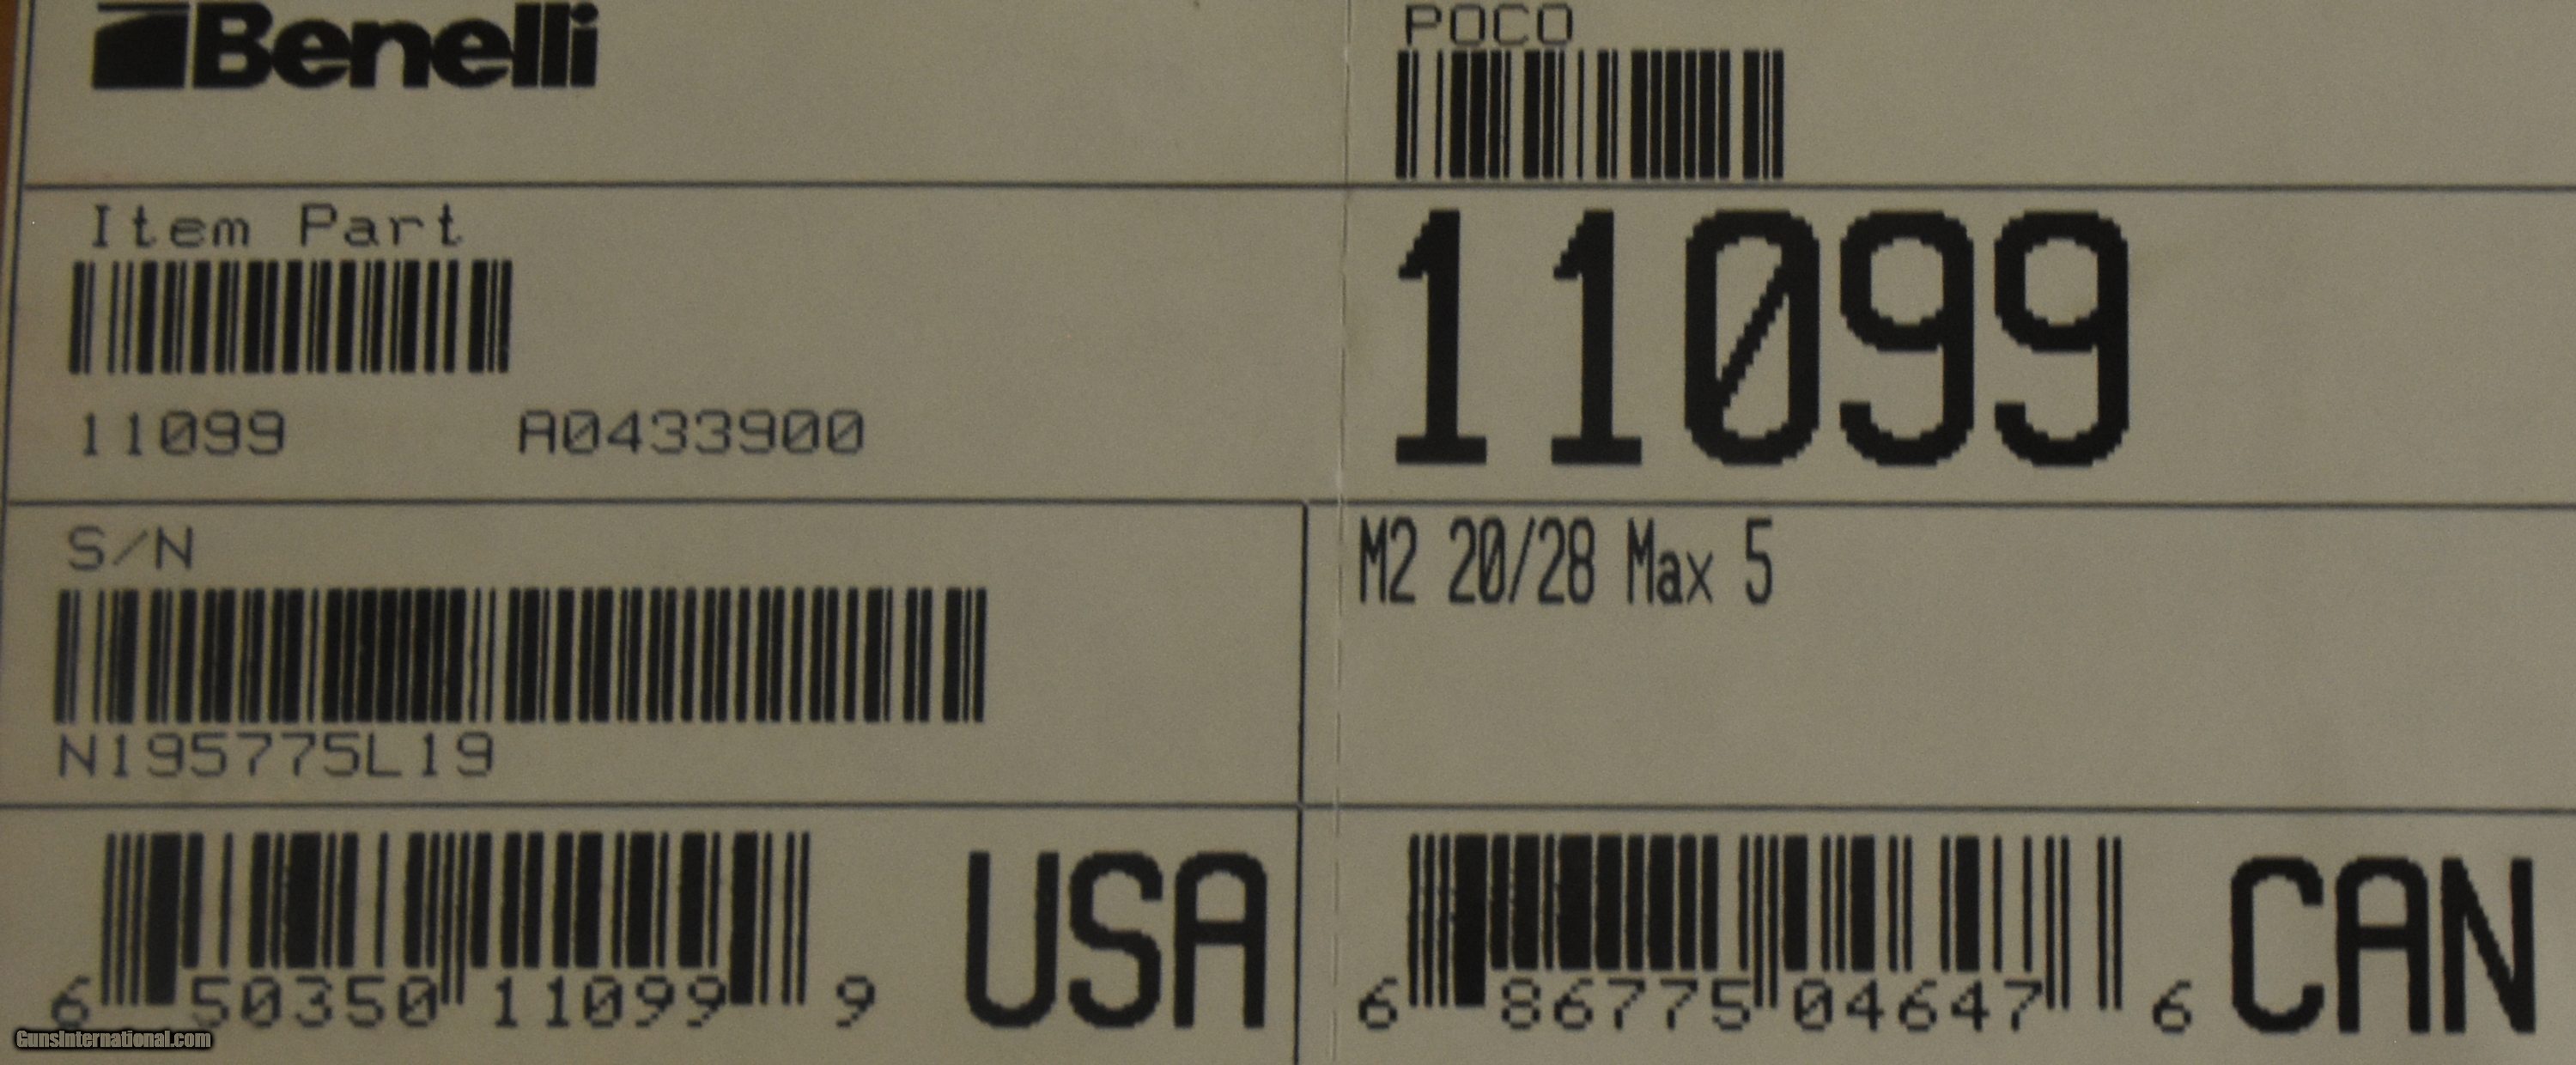 Benelli
POCO
Item Part
11099 A0433900
11099
S/N
N195775L19
M2 20/28 Max 5
6 50350 11099 9 USA
6 86775 04647 6 CAN
GunsInternational.com